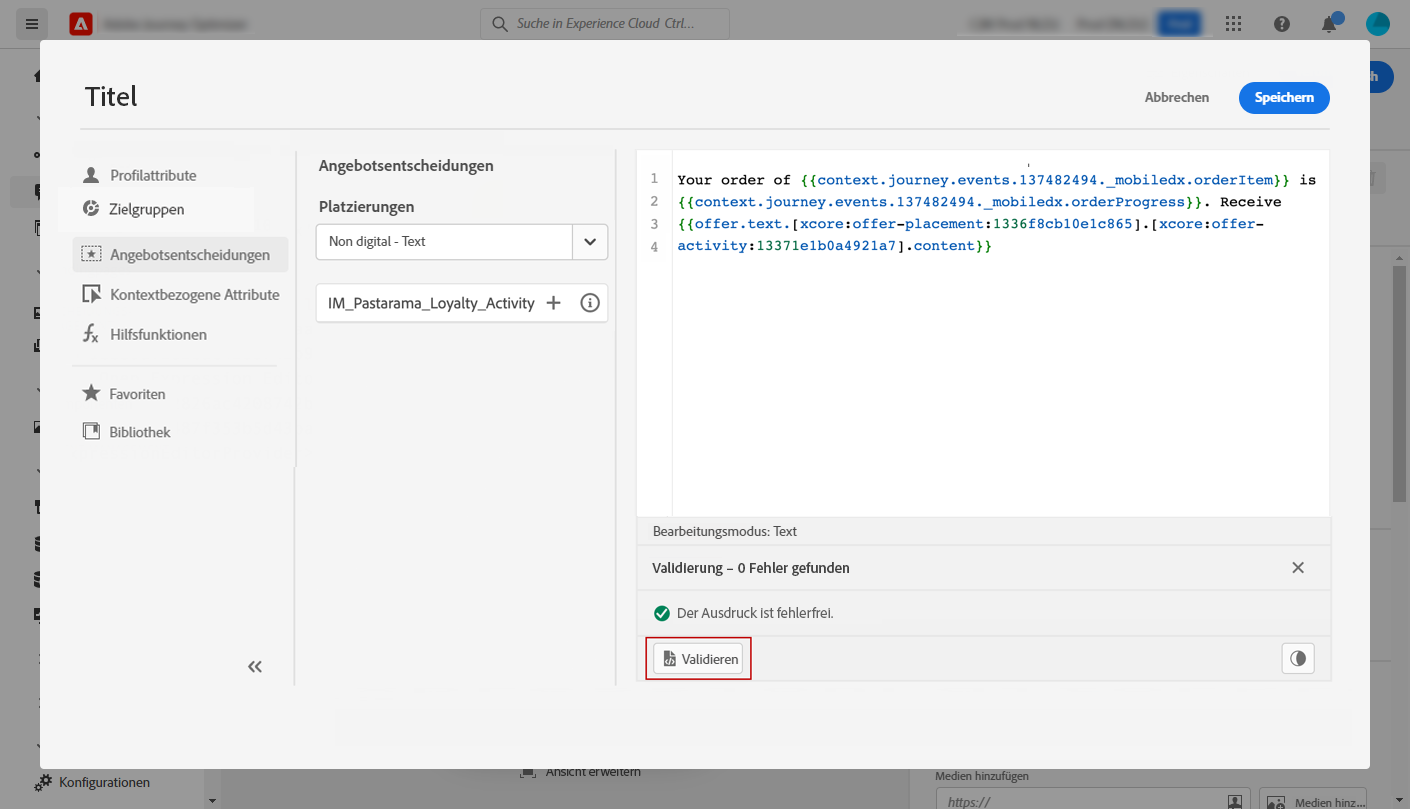 Suche in Experience Cloud Ctrl...
Titel
Abbrechen
Speichern
Profilattribute
Zielgruppen
Angebotsentscheidungen
Kontextbezogene Attribute
Hilfsfunktionen
Favoriten
Bibliothek
Angebotsentscheidungen
Platzierungen
Non digital - Text
IM_Pastarama_Loyalty_Activity
1 Your order of {{context.journey.events.137482494._mobiledx.orderItem}} is
2 {{context.journey.events.137482494._mobiledx.orderProgress}}. Receive
3 {{offer.text.[xcore:offer-placement:1336f8cb10e1c865].[xcore:offer-
4 activity:13371e1b0a4921a7].content}}
Bearbeitungsmodus: Text
Validierung – 0 Fehler gefunden
Der Ausdruck ist fehlerfrei.
Validieren
Konfigurationen
Ansicht erweitern
Medien hinzufügen
https://
Medien hinz...